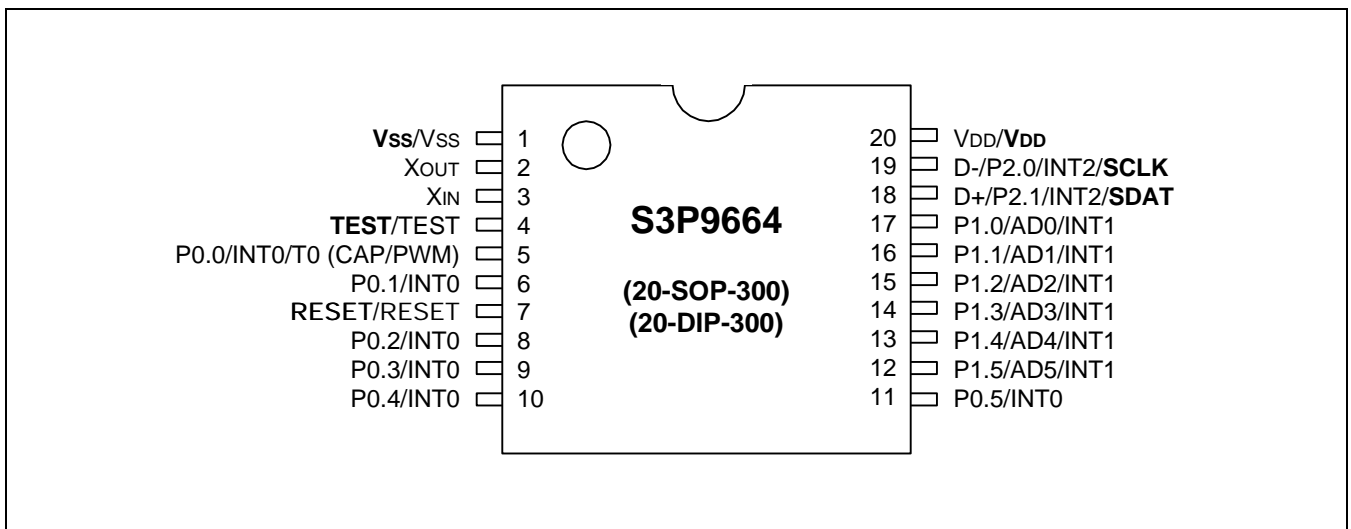 VSS/VSS 1
XOUT 2
XIN 3
TEST/TEST 4
P0.0/INT0/T0 (CAP/PWM) 5
P0.1/INT0 6
RESET/RESET 7
P0.2/INT0 8
P0.3/INT0 9
P0.4/INT0 10
S3P9664
(20-SOP-300)
(20-DIP-300)
20 VDD/VDD
19 D-/P2.0/INT2/SCLK
18 D+/P2.1/INT2/SDAT
17 P1.0/AD0/INT1
16 P1.1/AD1/INT1
15 P1.2/AD2/INT1
14 P1.3/AD3/INT1
13 P1.4/AD4/INT1
12 P1.5/AD5/INT1
11 P0.5/INT0